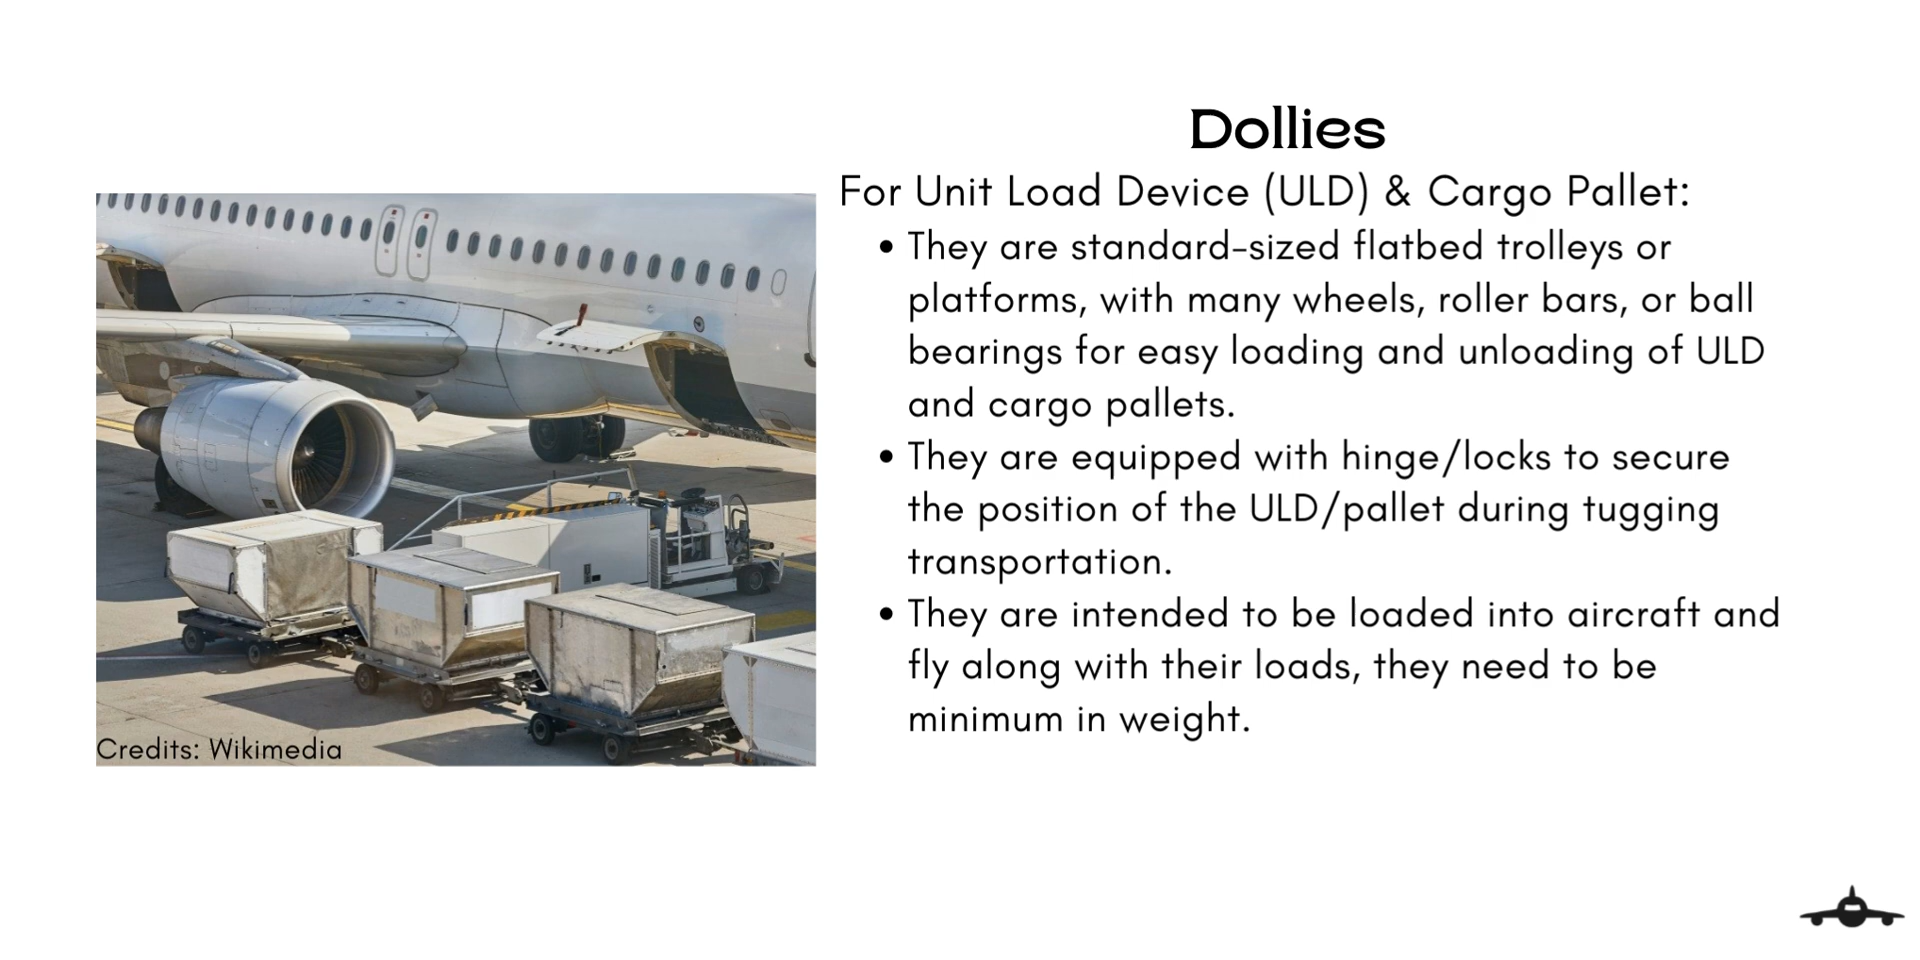 Dollies
For Unit Load Device (ULD) & Cargo Pallet:
• They are standard-sized flatbed trolleys or
platforms, with many wheels, roller bars, or ball
bearings for easy loading and unloading of ULD
and cargo pallets.
• They are equipped with hinge/locks to secure
the position of the ULD/pallet during tugging
transportation.
• They are intended to be loaded into aircraft and
fly along with their loads, they need to be
minimum in weight.
Credits: Wikimedia